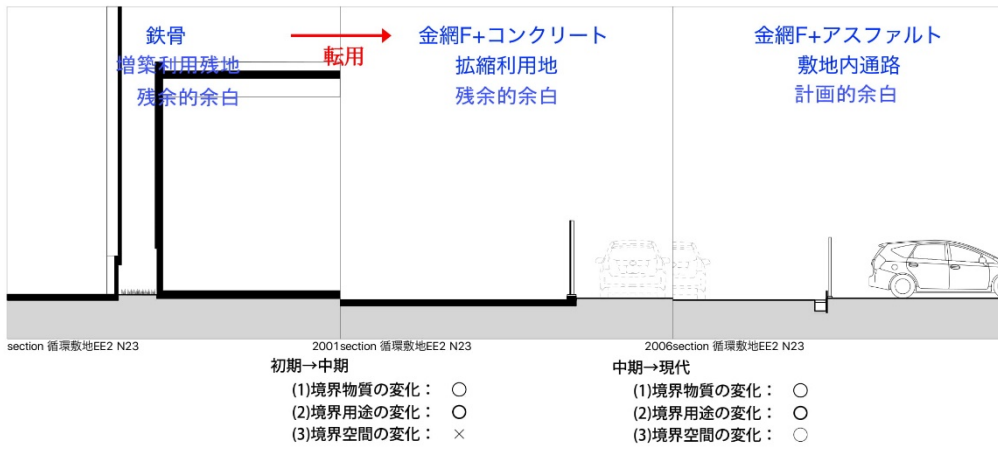 鉄骨
増築利用残地
残余的余白
転用
金網F+コンクリート
拡縮利用地
残余的余白
金網F+アスファルト
敷地内通路
計画的余白
section 循環敷地EE2 N23
2001section 循環敷地EE2 N23
2006section 循環敷地EE2 N23
初期→中期
(1)境界物質の変化： ○
(2)境界用途の変化： ○
(3)境界空間の変化： ×
中期→現代
(1)境界物質の変化： ○
(2)境界用途の変化： ○
(3)境界空間の変化： ○